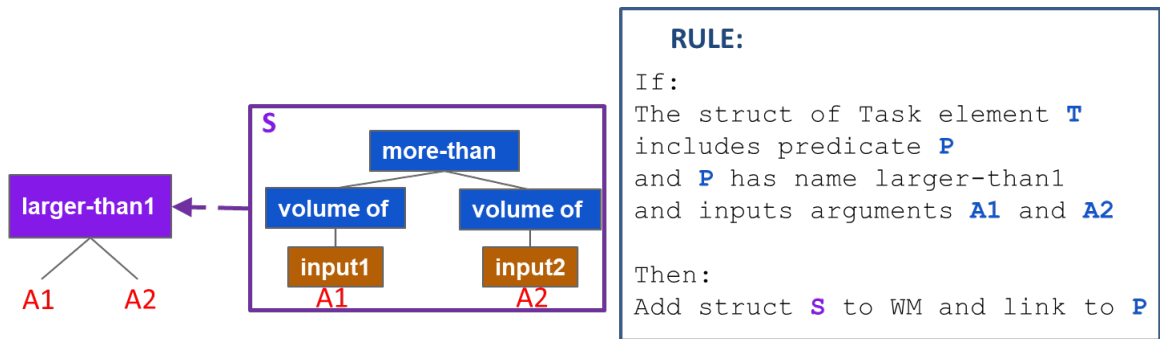 S
more-than
larger-than1
volume of
volume of
input1
input2
A1
A2
A1
A2
RULE:
If:
The struct of Task element T
includes predicate P
and P has name larger-than1
and inputs arguments A1 and A2
Then:
Add struct S to WM and link to P